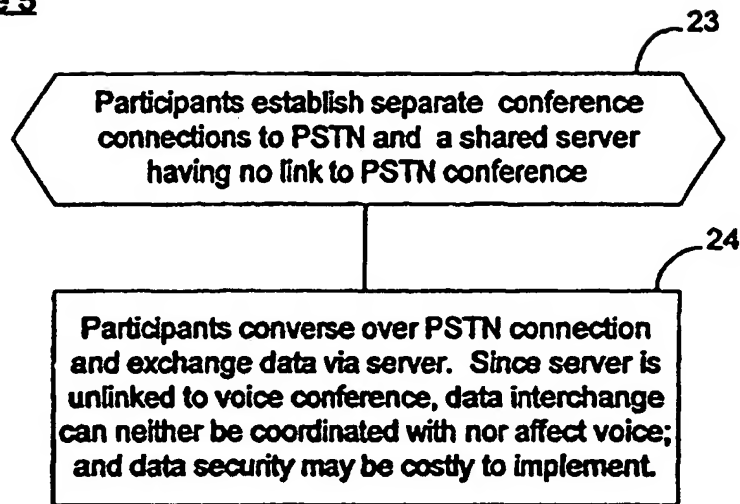 e 5
23
Participants establish separate conference
connections to PSTN and a shared server
having no link to PSTN conference
24
Participants converse over PSTN connection
and exchange data via server. Since server is
unlinked to voice conference, data interchange
can neither be coordinated with nor affect voice;
and data security may be costly to implement.